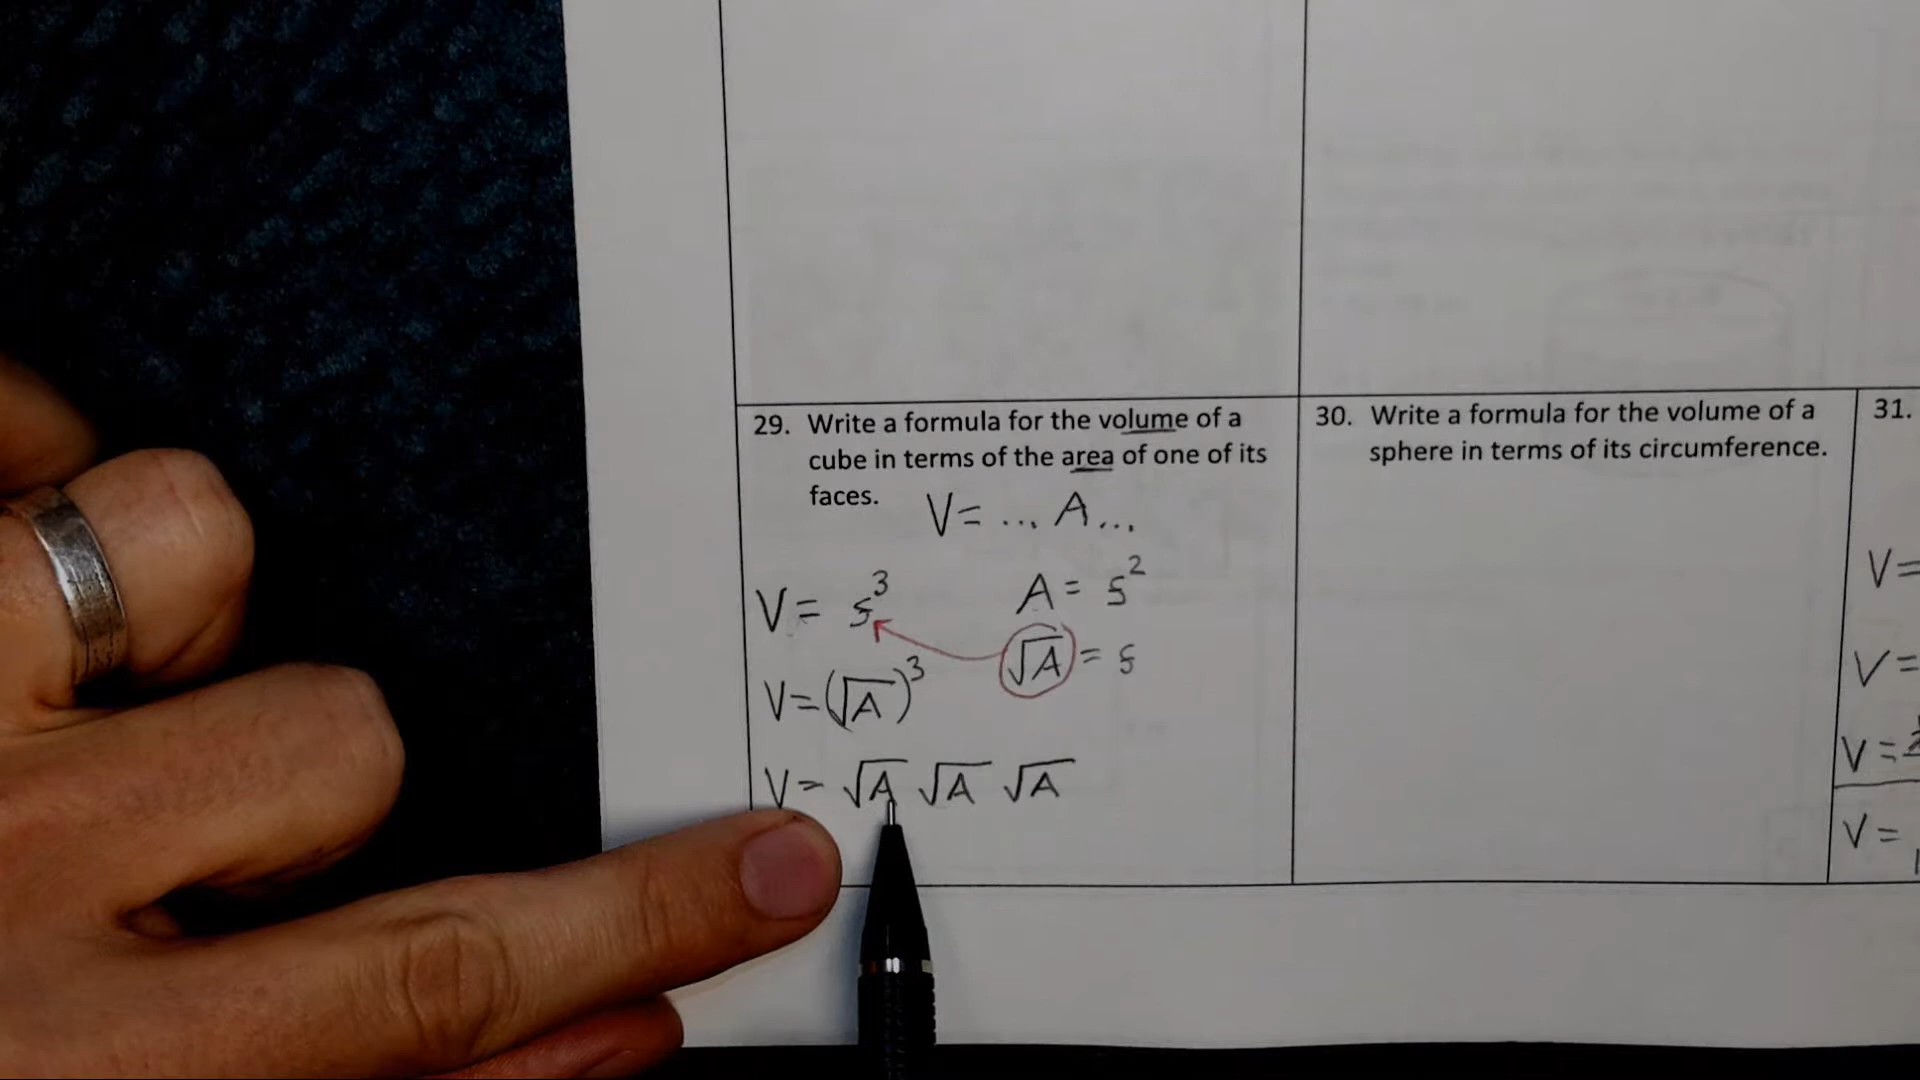 29. Write a formula for the volume of a
cube in terms of the area of one of its
faces.
V= ... A...
V= s³
A= s²
√A = s
V=(√A)³
V= √A √A √A
30. Write a formula for the volume of a
sphere in terms of its circumference.
31.
V=
V=
V=
V=